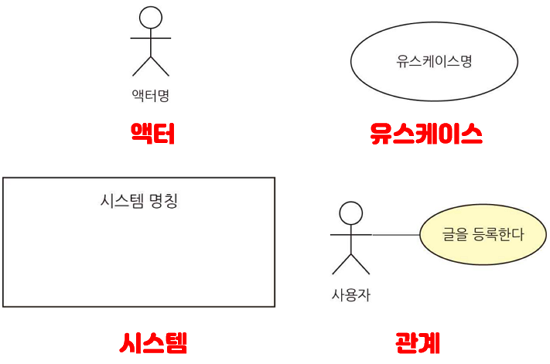 액터명
유스케이스명
액터
유스케이스
시스템 명칭
글을 등록한다
사용자
시스템
관계